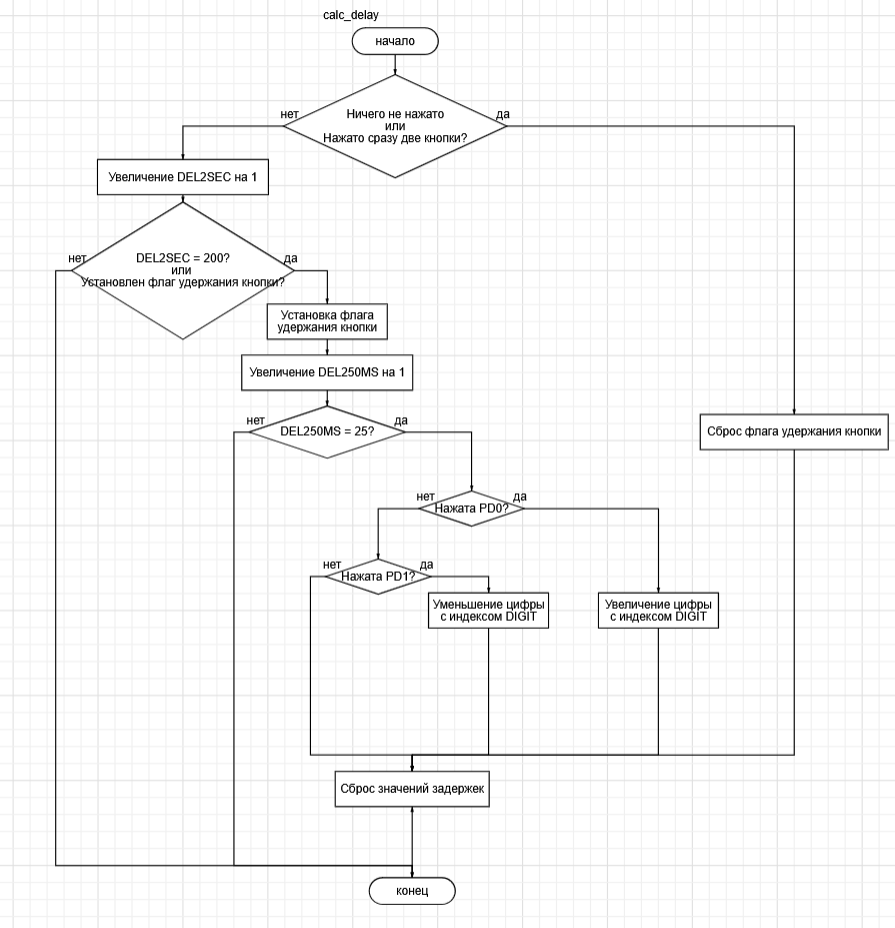 calc_delay
начало
нет
да
Ничего не нажато
или
Нажато сразу две кнопки?
Увеличение DEL2SEC на 1
нет
да
DEL2SEC = 200?
или
Установлен флаг удержания кнопки?
Установка флага
удержания кнопки
Увеличение DEL250MS на 1
нет
да
DEL250MS = 25?
Сброс флага удержания кнопки
нет
да
Нажата PD0?
нет
да
Нажата PD1?
Уменьшение цифры
с индексом DIGIT
Увеличение цифры
с индексом DIGIT
Сброс значений задержек
конец